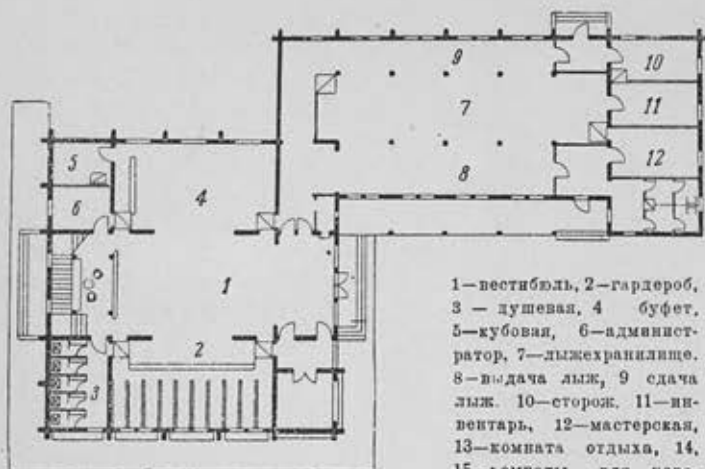 9
10
7
11
5
12
4
8
6
1
2
3
1—вестибюль, 2—гардероб,
3 — душевая, 4 буфет,
5—кубовая, 6—админист-
ратор, 7—лыжехранилище.
8—выдача лыж, 9 сдача
лыж. 10—сторож. 11—ин-
вентарь, 12—мастерская,
13—комната отдыха, 14,